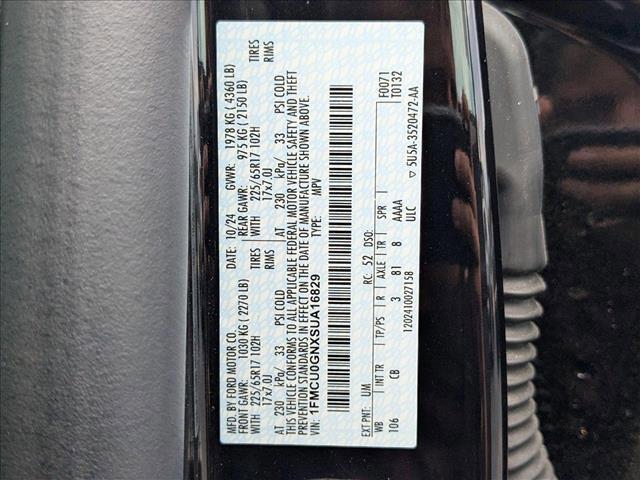 MFD. BY FORD MOTOR CO.
DATE: 10/24 GVWR: 1978 KG ( 4360 LB)
FRONT GAWR: 1030 KG ( 2270 LB) REAR GAWR: 975 KG ( 2150 LB)
WITH 225/65R17 102H TIRES WITH 225/65R17 102H TIRES
17x7.0J RIMS 17x7.0J RIMS
AT 230 kPa/ 33 PSI COLD AT 230 kPa/ 33 PSI COLD
THIS VEHICLE CONFORMS TO ALL APPLICABLE FEDERAL MOTOR VEHICLE SAFETY AND THEFT
PREVENTION STANDARDS IN EFFECT ON THE DATE OF MANUFACTURE SHOWN ABOVE.
VIN: 1FMCU0GNXSUA16829
TYPE: MPV
F0071
T0132
EXT PNT: UM RC: 52 DSO:
WB INT TR TP/PS R AXLE TR SPR
106 CB 3 81 8 AAAA
ULC
1202410027158 5U5A-3520472-AA